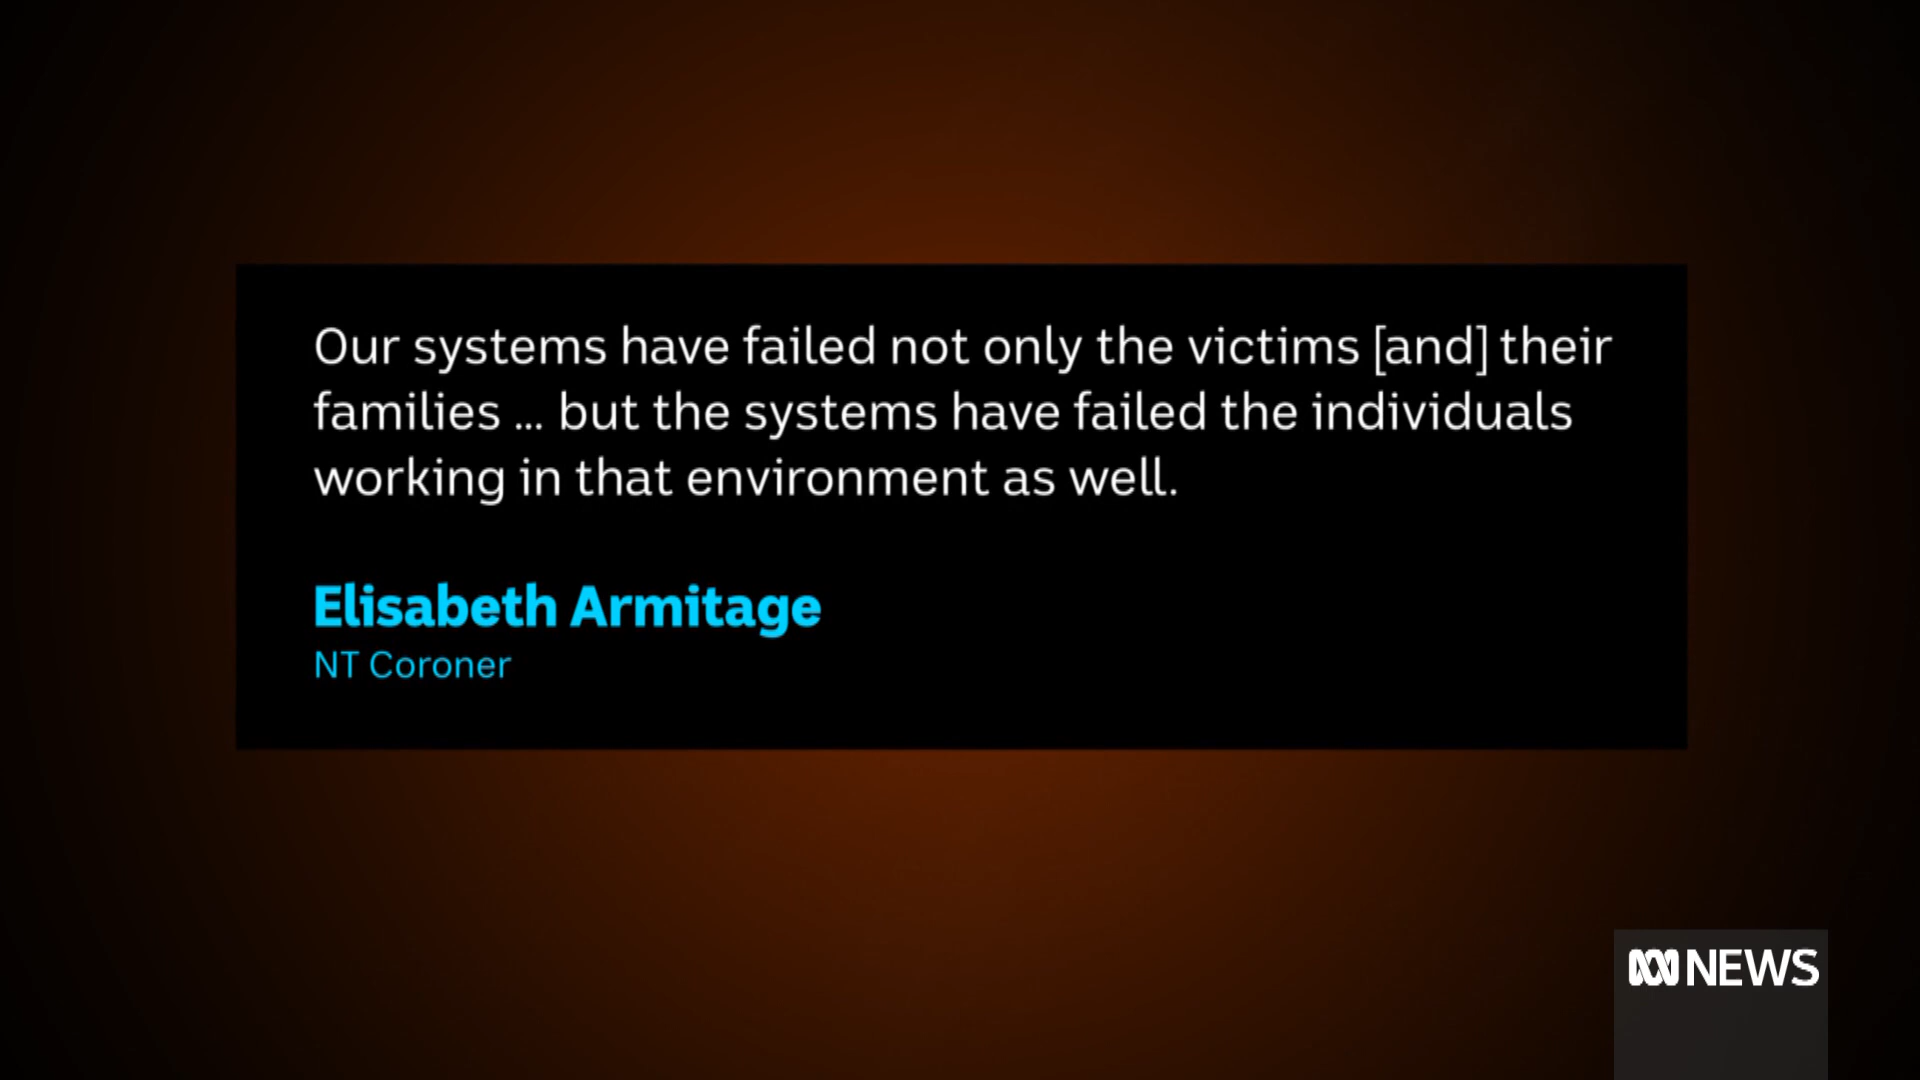 Our systems have failed not only the victims [and] their
families ... but the systems have failed the individuals
working in that environment as well.
Elisabeth Armitage
NT Coroner
NEWS